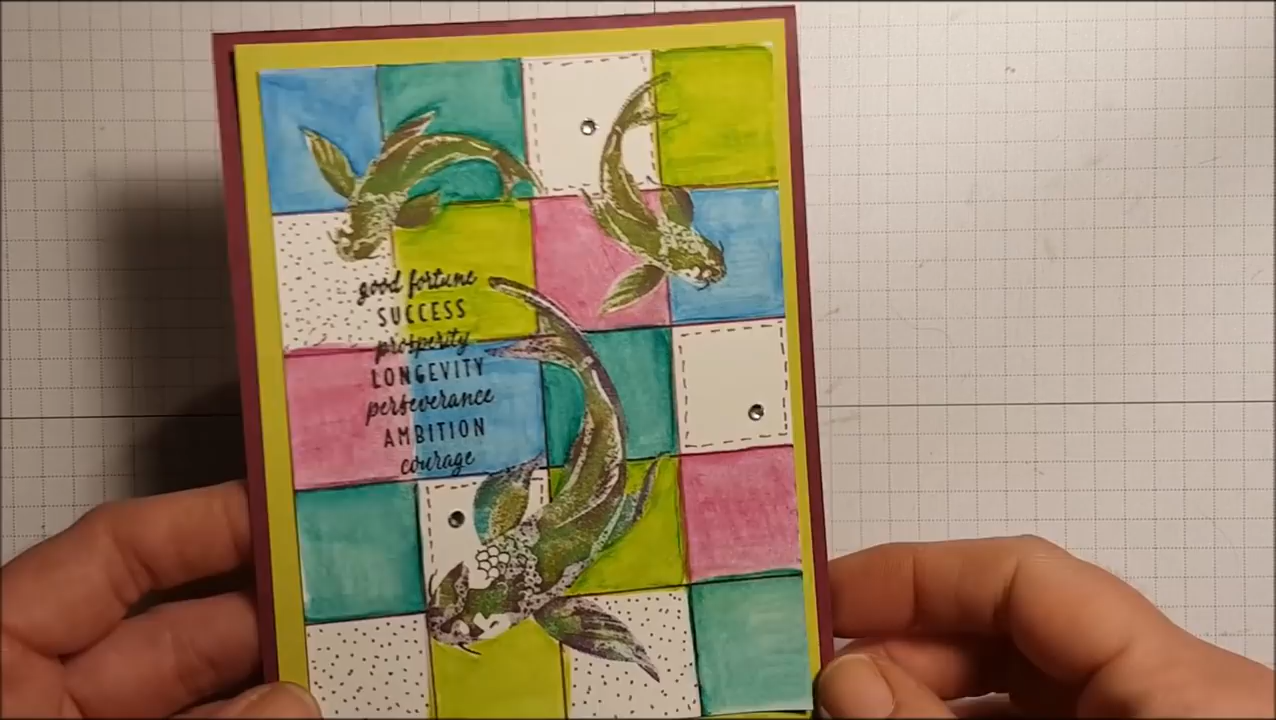 good fortune
SUCCESS
prosperity
LONGEVITY
perseverance
AMBITION
courage